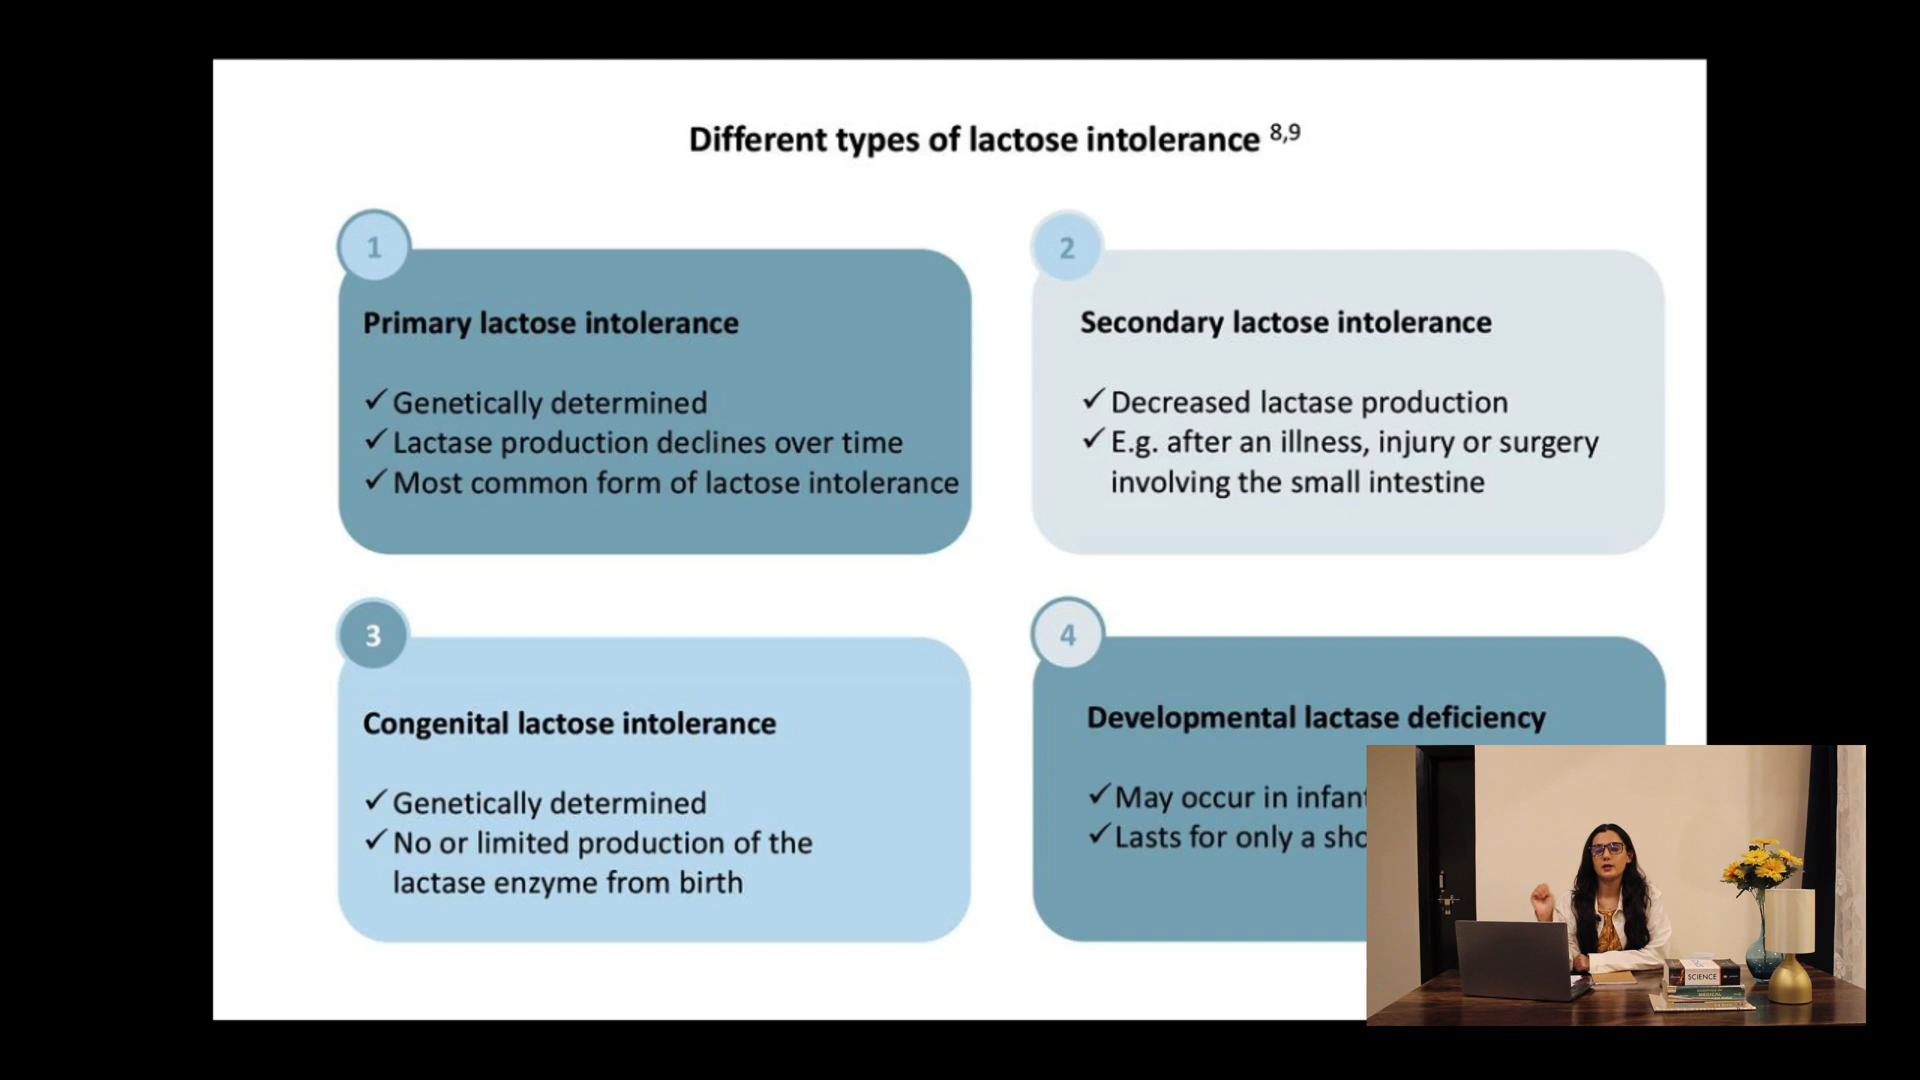 Different types of lactose intolerance 8,9
1
Primary lactose intolerance
✓ Genetically determined
✓ Lactase production declines over time
✓ Most common form of lactose intolerance
2
Secondary lactose intolerance
✓ Decreased lactase production
✓ E.g. after an illness, injury or surgery
involving the small intestine
3
Congenital lactose intolerance
✓ Genetically determined
✓ No or limited production of the
lactase enzyme from birth
4
Developmental lactase deficiency
✓ May occur in
✓ Lasts for only a
SCIENCE
MEDICAL